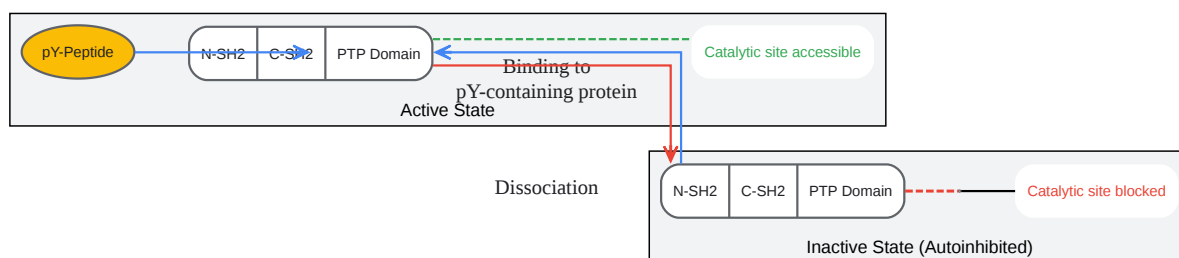 pY-Peptide
N-SH2
C-SH2
PTP Domain
Catalytic site accessible
Binding to
pY-containing protein
Active State
Dissociation
N-SH2
C-SH2
PTP Domain
Catalytic site blocked
Inactive State (Autoinhibited)